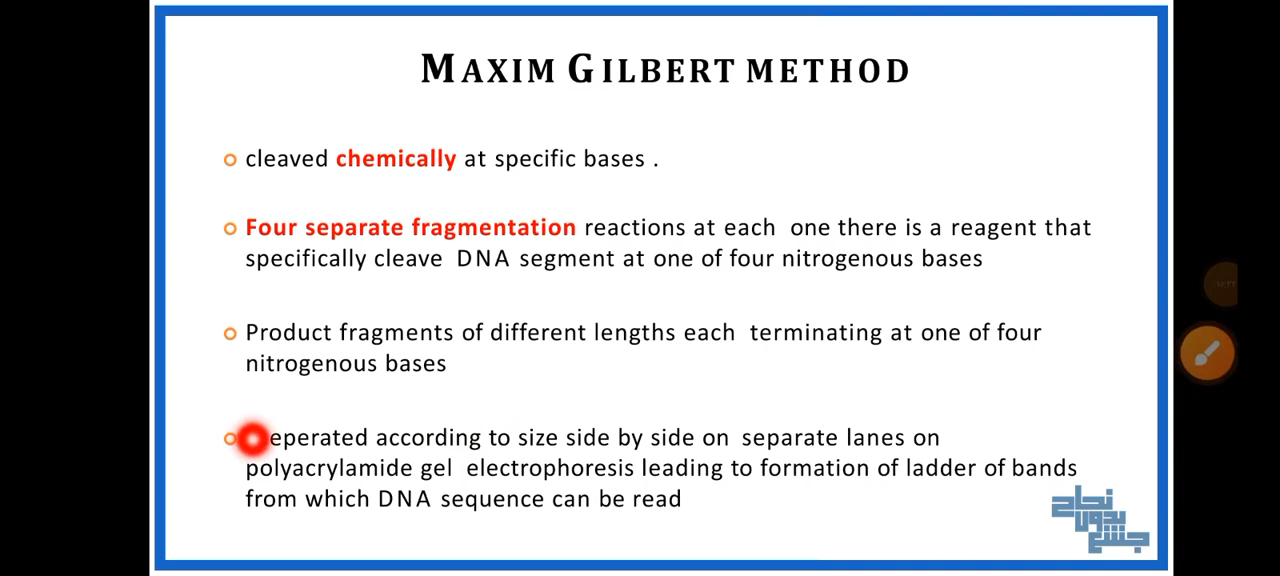 MAXIM GILBERT METHOD
cleaved chemically at specific bases .
Four separate fragmentation reactions at each one there is a reagent that
specifically cleave DNA segment at one of four nitrogenous bases
Product fragments of different lengths each terminating at one of four
nitrogenous bases
eperated according to size side by side on separate lanes on
polyacrylamide gel electrophoresis leading to formation of ladder of bands
from which DNA sequence can be read
نجاح
بدون
جشع